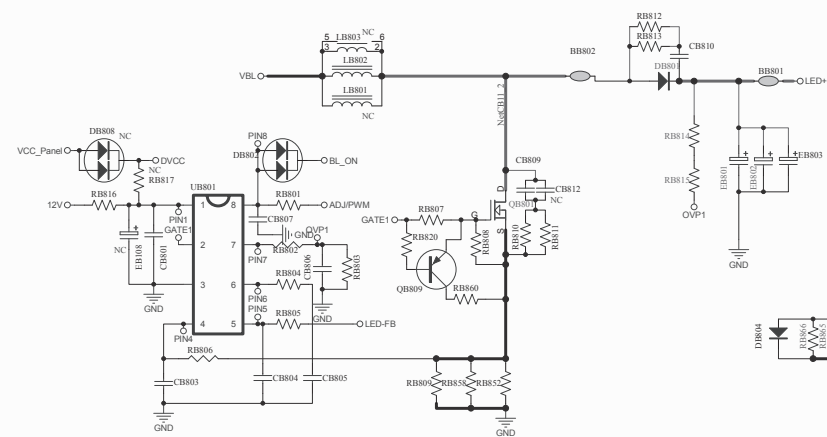 RB812
RB813
CB810
DB801
BB802
BB801
LED+
5 LB803 NC 6
3 2
LB802
VBL
LB801
NC
NetCB11_2
RB814
RB815
OVP1
EB801
EB802
EB803
GND
DB808
NC
VCC_Panel
DVCC
NC
RB817
PIN8
DB802
BL_ON
RB816
12V
UB801
RB801
ADJ/PWM
PIN1
GATE1
1 8
2 7
3 6
4 5
CB807
GND
OVP1
RB802
PIN7
EB108
NC
CB801
GND
CB806
RB803
GND
RB804
PIN6
PIN5
RB805
LED-FB
PIN4
RB806
CB803
CB804
CB805
GND
CB809
CB812
NC
D
QB801
G
S
GATE1
RB807
RB820
RB808
RB810
RB811
QB809
RB860
RB809
RB858
RB852
GND
DB804
RB866
RB865